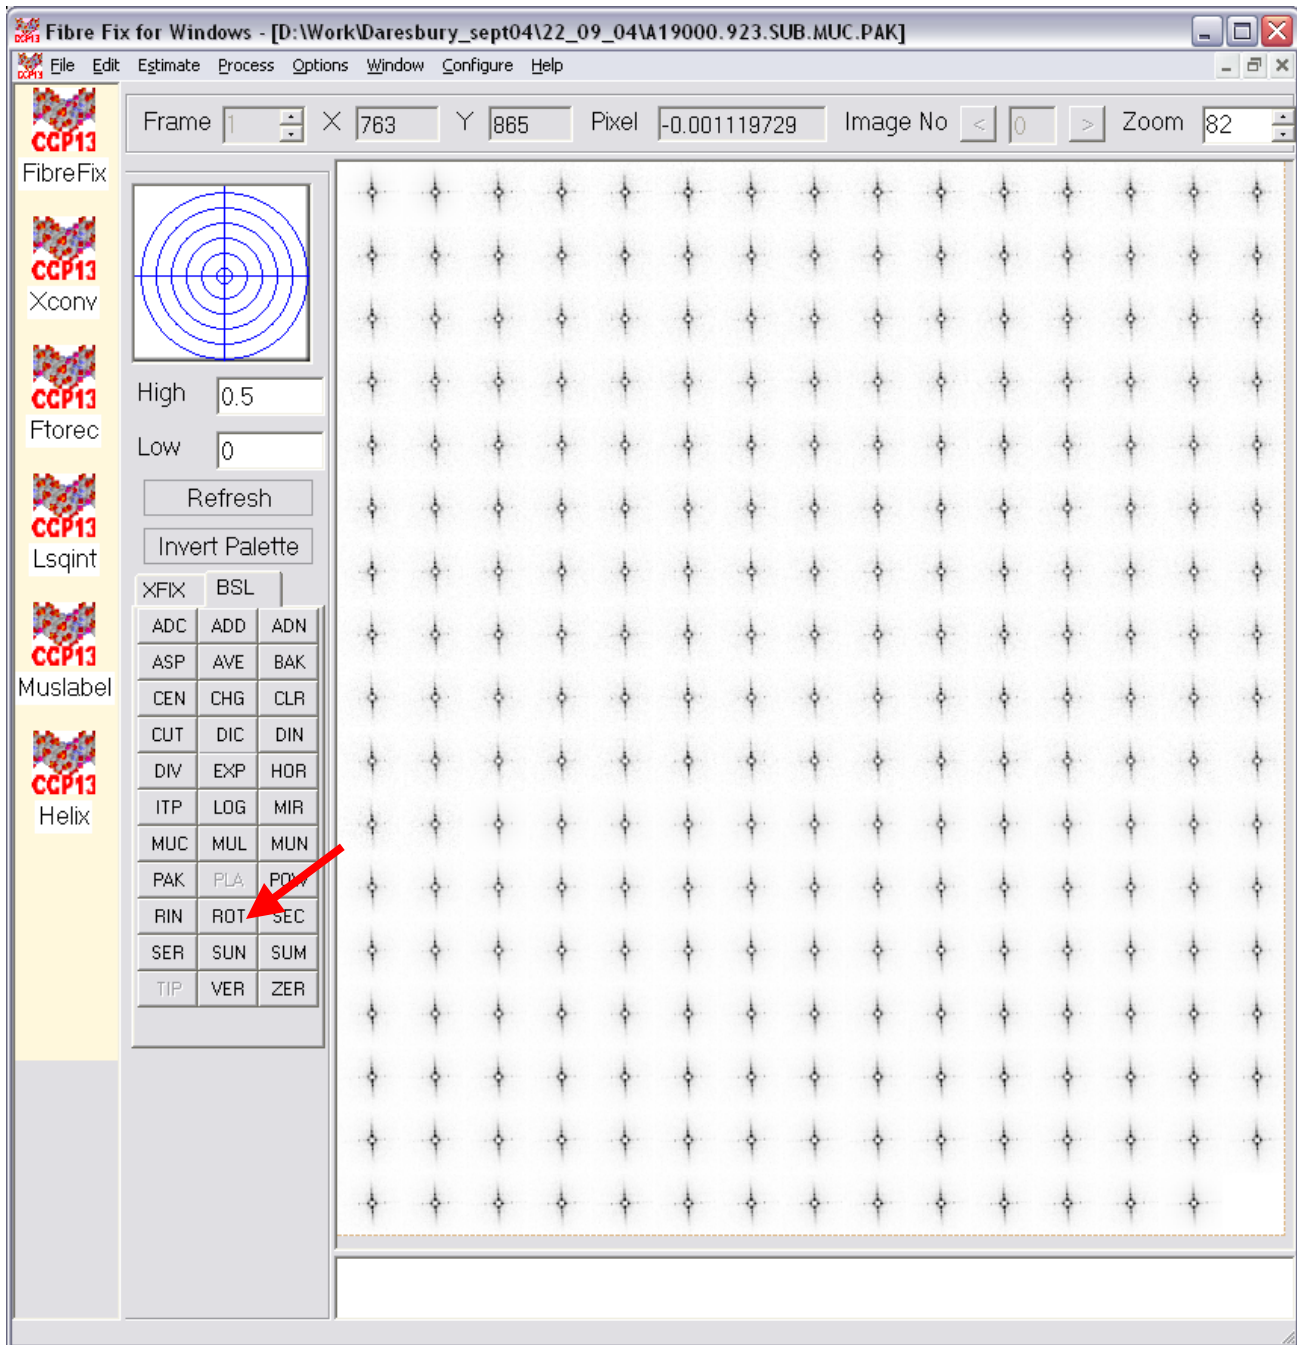 Fibre Fix for Windows - [D:\Work\Daresbury_sept04\22_09_04\A19000.923.SUB.MUC.PAK]
File Edit Estimate Process Options Window Configure Help
Frame 1 X 763 Y 865 Pixel -0.001119729 Image No < 0 > Zoom 82
CCP13
FibreFix
CCP13
Xconv
CCP13
Ftorec
CCP13
Lsqint
CCP13
Muslabel
CCP13
Helix
High 0.5
Low 0
Refresh
Invert Palette
XFIX BSL
ADC ADD ADN
ASP AVE BAK
CEN CHG CLR
CUT DIC DIN
DIV EXP HOR
ITP LOG MIR
MUC MUL MUN
PAK PLA POW
RIN ROT SEC
SER SUN SUM
TIP VER ZER